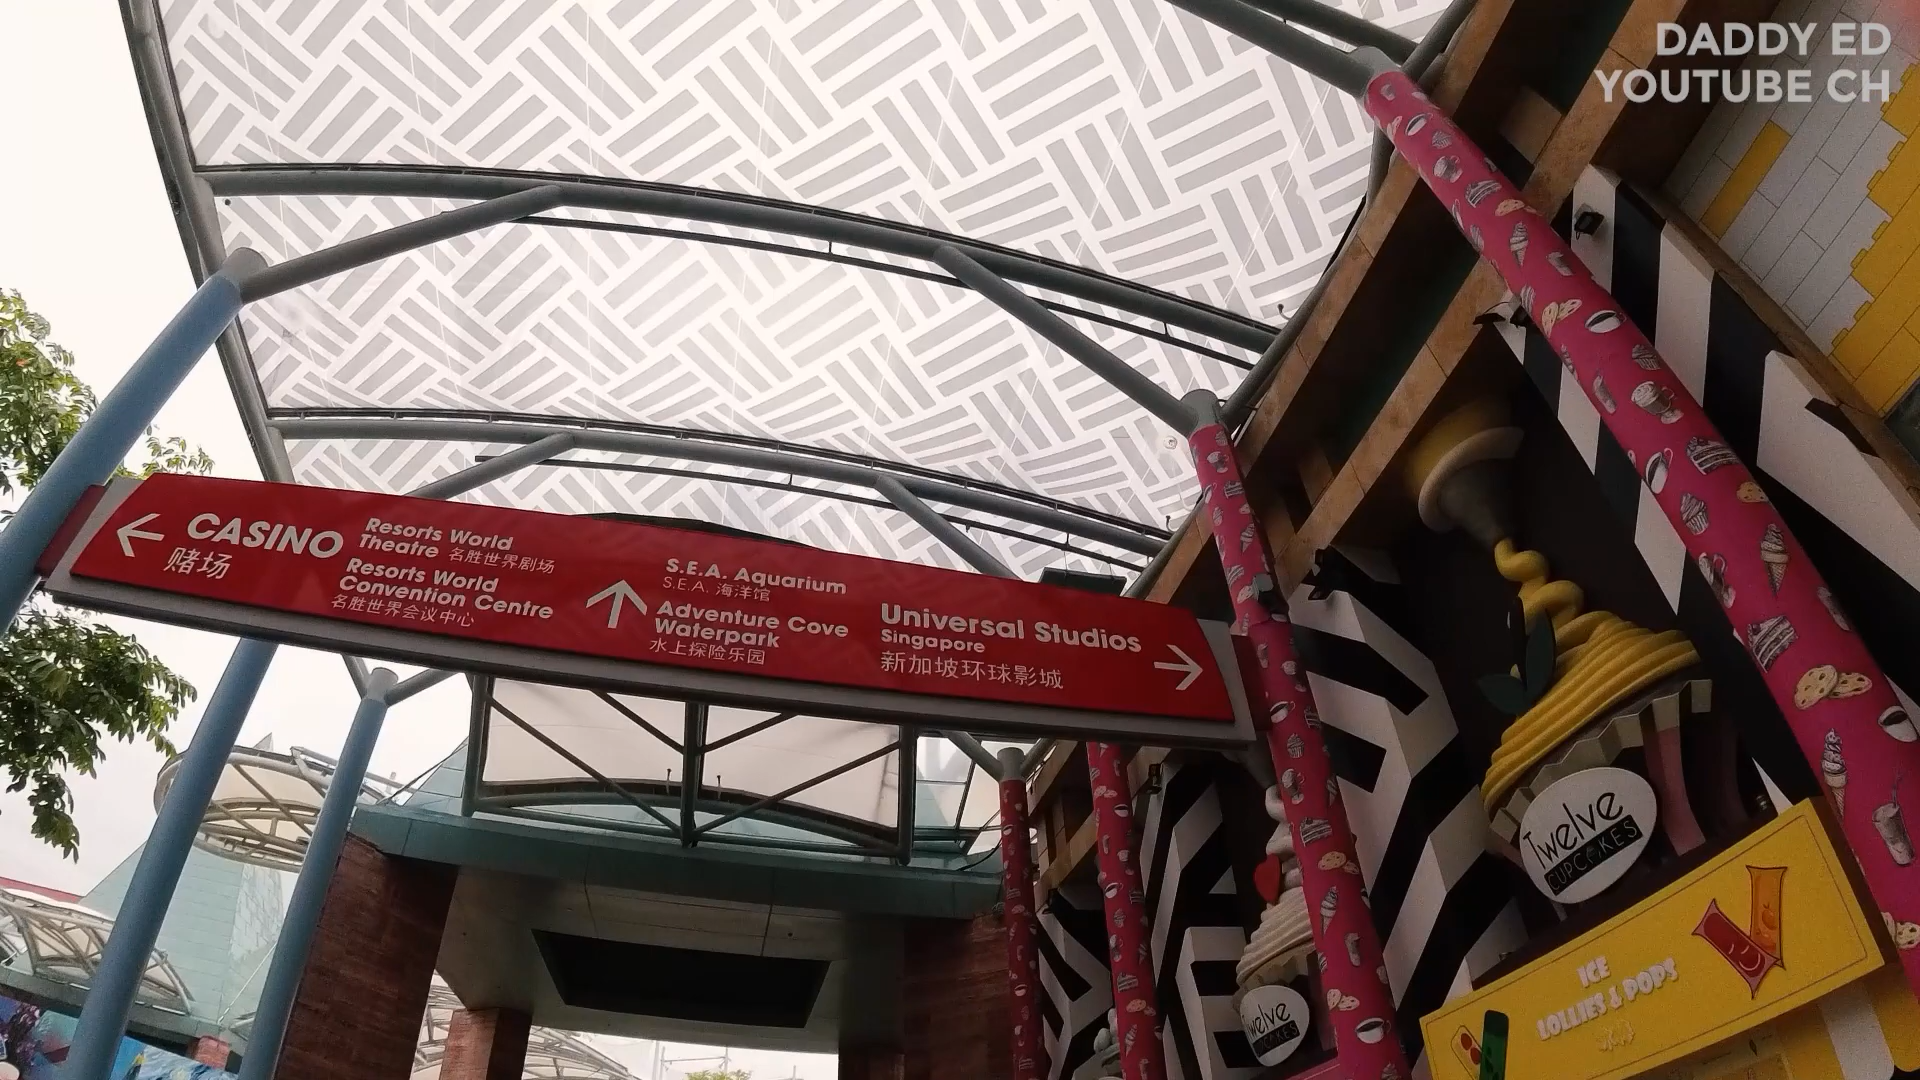 DADDY ED
YOUTUBE CH
CASINO
赌场
Resorts World
Theatre 名胜世界剧场
Resorts World
Convention Centre
名胜世界会议中心
S.E.A. Aquarium
S.E.A. 海洋馆
Adventure Cove
Waterpark
水上探险乐园
Universal Studios
Singapore
新加坡环球影城
Twelve
CUPCAKES
ICE
LOLLIES & POPS
Twelve
CUPCAKES